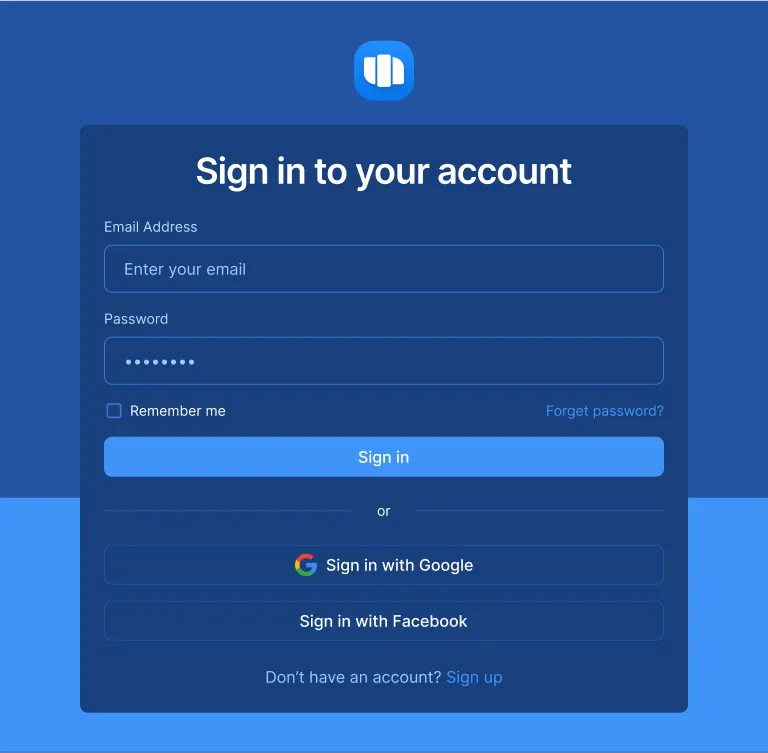 Sign in to your account
Email Address
Enter your email
Password
••••••••
Remember me
Forget password?
Sign in
or
Sign in with Google
Sign in with Facebook
Don’t have an account? Sign up